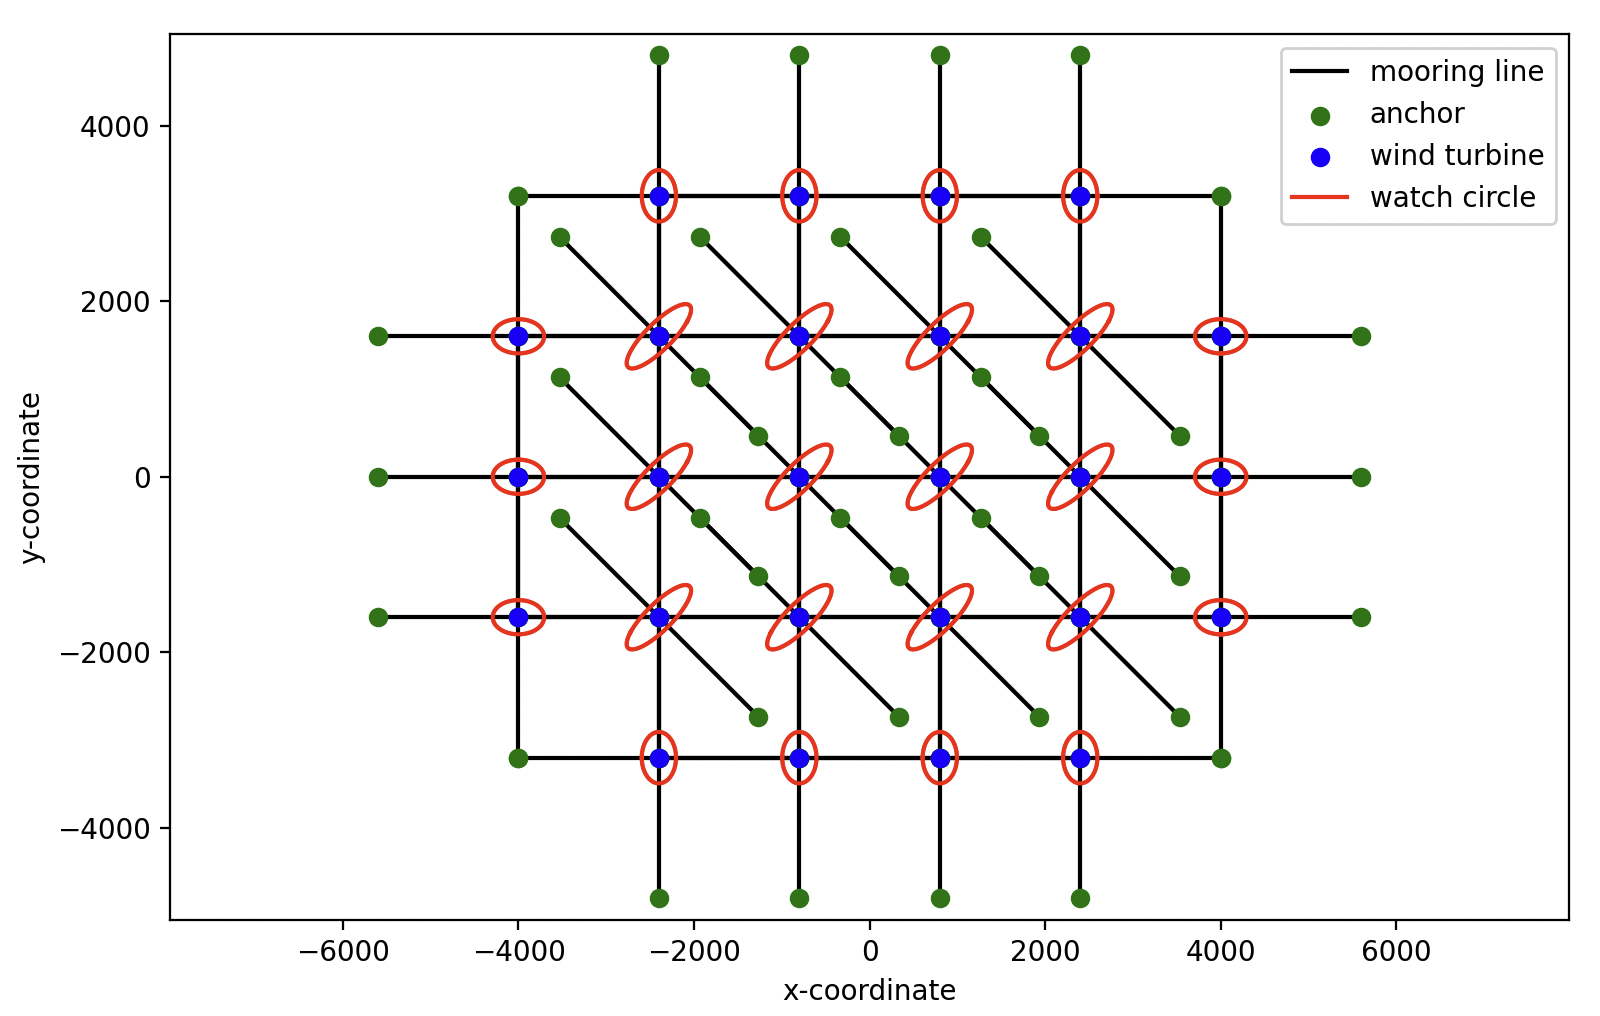 mooring line
anchor
wind turbine
watch circle
4000
2000
0
−2000
−4000
y-coordinate
−6000 −4000 −2000 0 2000 4000 6000
x-coordinate